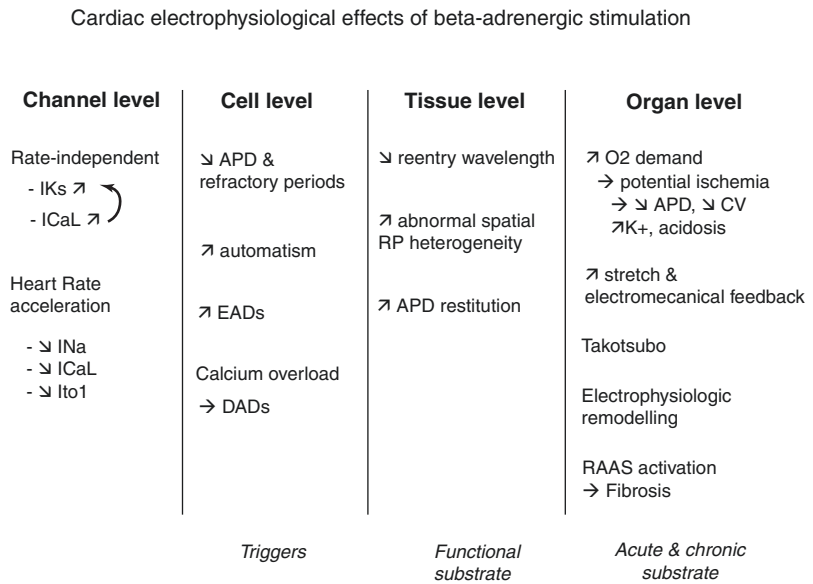 Cardiac electrophysiological effects of beta-adrenergic stimulation
Channel level
Rate-independent
- IKs ↗
- ICaL ↗
Heart Rate
acceleration
- ↘ INa
- ↘ ICaL
- ↘ Ito1
Cell level
↘ APD &
refractory periods
↗ automatism
↗ EADs
Calcium overload
→ DADs
Triggers
Tissue level
↘ reentry wavelength
↗ abnormal spatial
RP heterogeneity
↗ APD restitution
Functional
substrate
Organ level
↗ O2 demand
→ potential ischemia
→ ↘ APD, ↘ CV
↗K+, acidosis
↗ stretch &
electromecanical feedback
Takotsubo
Electrophysiologic
remodelling
RAAS activation
→ Fibrosis
Acute & chronic
substrate